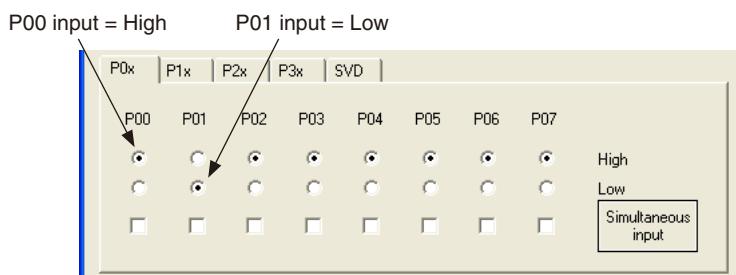 P00 input = High P01 input = Low
P0x P1x P2x P3x SVD
P00 P01 P02 P03 P04 P05 P06 P07
High
Low
Simultaneous
input